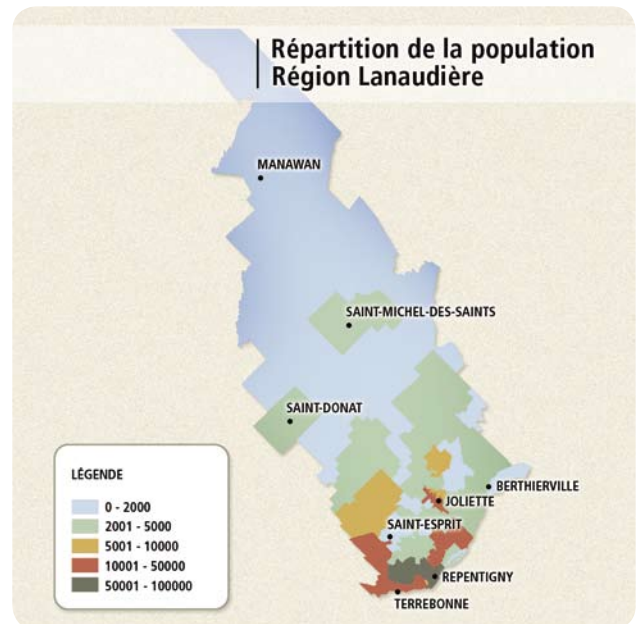 Répartition de la population
Région Lanaudière
MANAWAN
SAINT-MICHEL-DES-SAINTS
SAINT-DONAT
LÉGENDE
0 - 2000
2001 - 5000
5001 - 10000
10001 - 50000
50001 - 100000
BERTHIERVILLE
JOLIETTE
SAINT-ESPRIT
REPENTIGNY
TERREBONNE